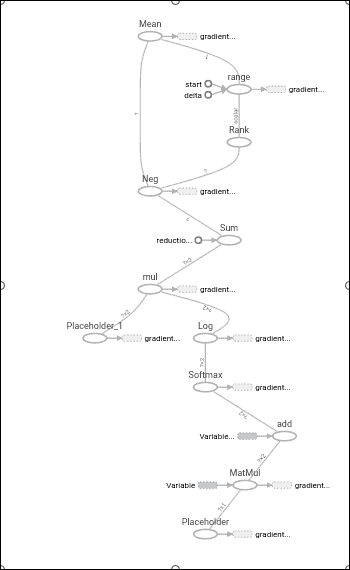 Mean
gradient...
start
range
delta
gradient...
Rank
Neg
gradient...
Sum
reductio...
mul
gradient...
Placeholder_1
gradient...
Log
gradient...
Softmax
gradient...
add
Variable...
MatMul
Variable
gradient...
Placeholder
gradient...